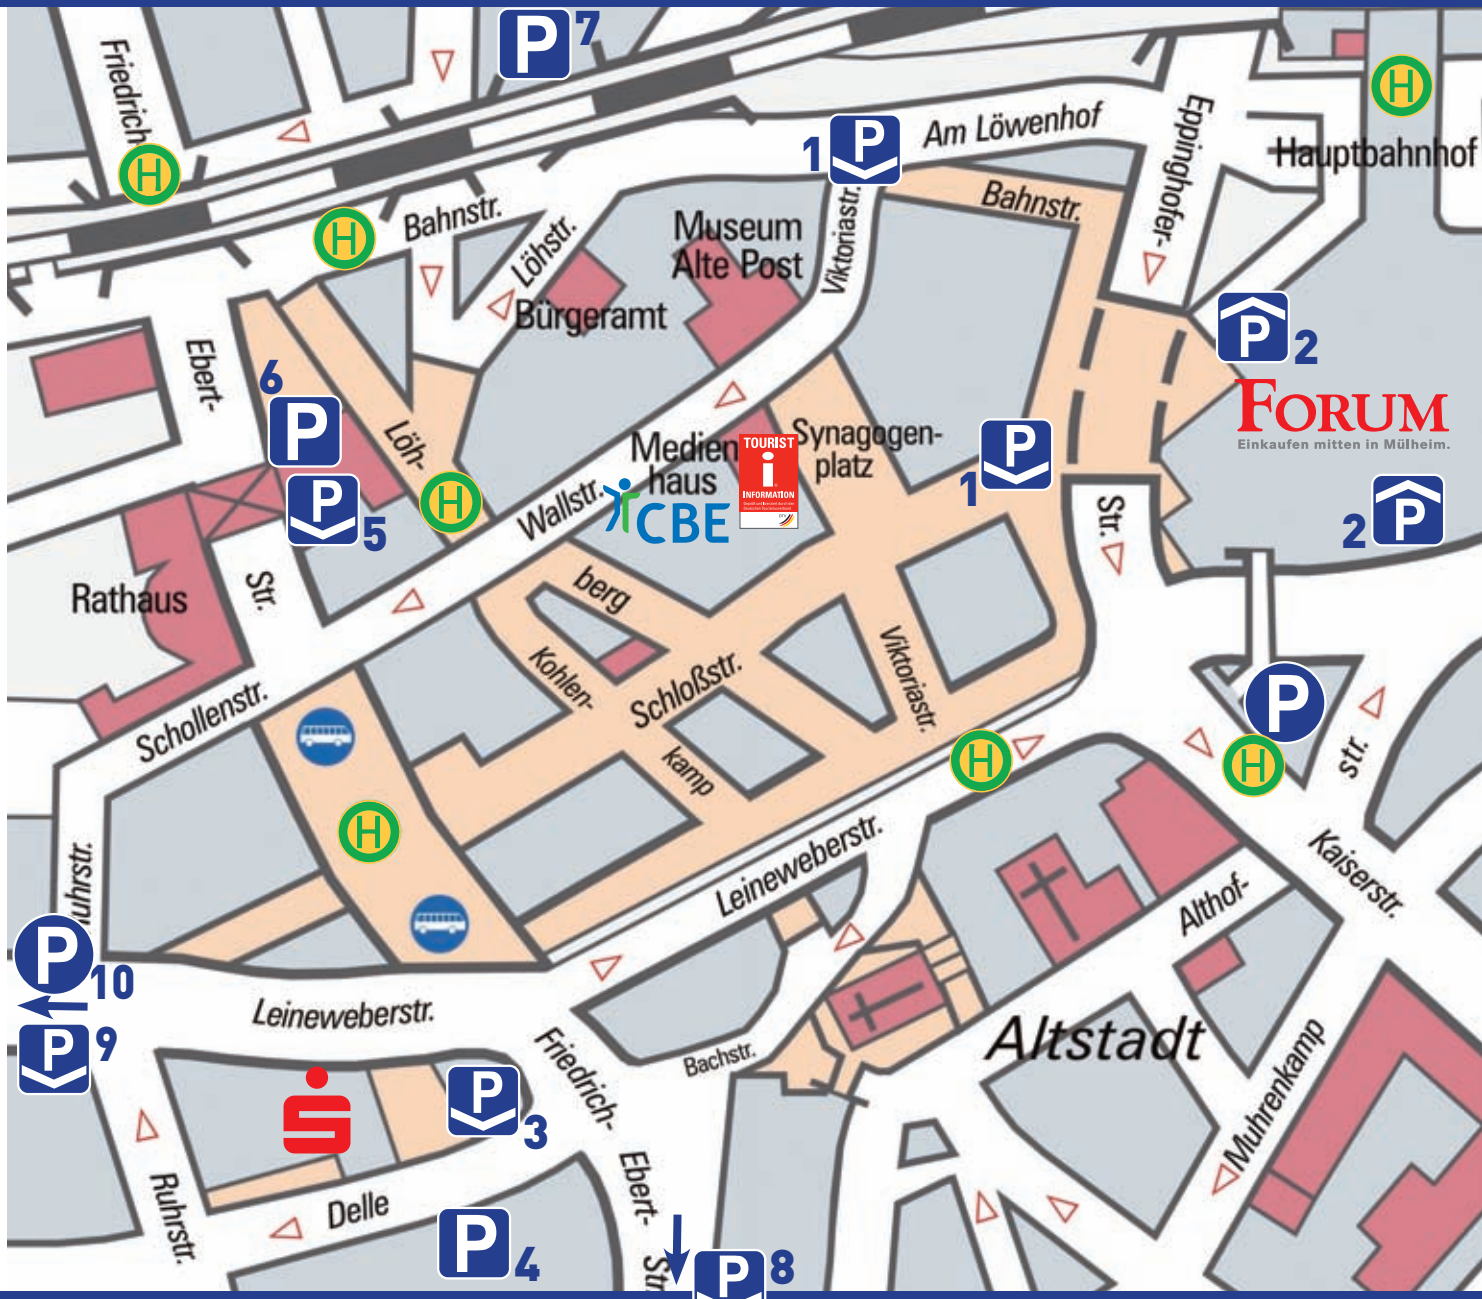 P 7
Friedrich-
H
H
1 P
Am Löwenhof
Eppinghofer-
H
Hauptbahnhof
Bahnstr.
Löhstr.
Museum
Alte Post
Viktoriastr.
Bahnstr.
Bürgeramt
Ebert-
6
P
Löh-
P 5
H
Wallstr.
Medien
haus
CBE
TOURIST
i
INFORMATION
Synagogen-
platz
P
1
P 2
FORUM
Einkaufen mitten in Mülheim.
2 P
Str.
Rathaus
Str.
berg
Kohlen-
Schloßstr.
kamp
Viktoriastr.
Schollenstr.
H
H
P
H
str.
Ruhrstr.
Leineweberstr.
Kaiserstr.
Althof-
P 10
P 9
Leineweberstr.
Friedrich-
Bachstr.
Altstadt
Muhrenkamp
S
P 3
Ruhrstr.
Delle
Ebert-
Str.
P 4
P 8